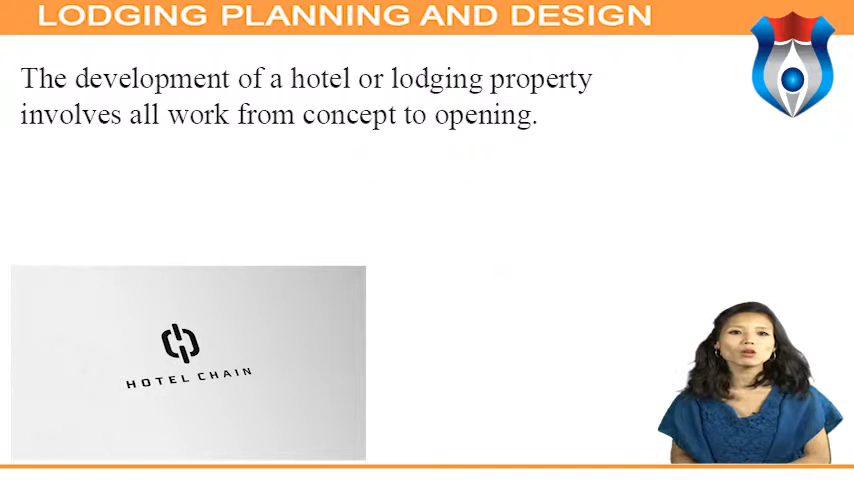 LODGING PLANNING AND DESIGN
The development of a hotel or lodging property
involves all work from concept to opening.
HOTEL CHAIN